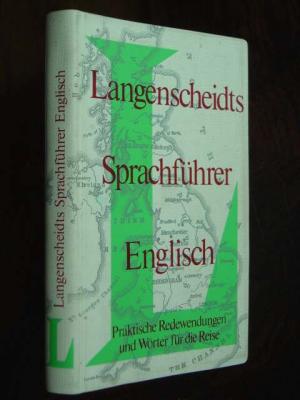 Langenscheidts
Sprachführer
Englisch
Praktische Redewendungen
und Wörter für die Reise
Langenscheidts Sprachführer Englisch
L